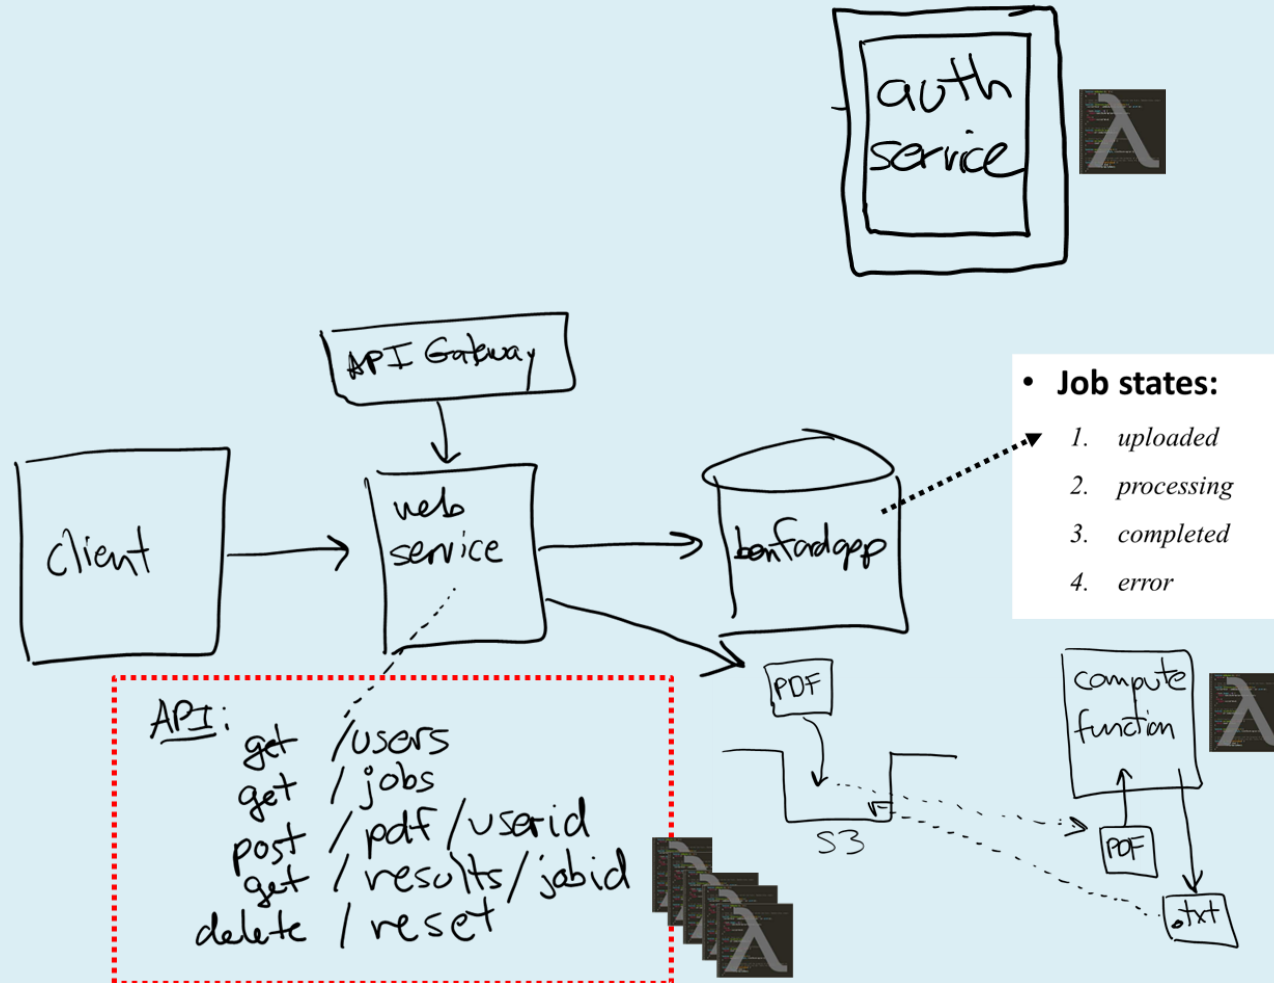 auth
service
API Gateway
client
web
service
benfordapp
• Job states:
1. uploaded
2. processing
3. completed
4. error
PDF
S3
compute
function
PDF
.txt
API:
get /users
get /jobs
post /pdf/userid
get /results/jobid
delete /reset